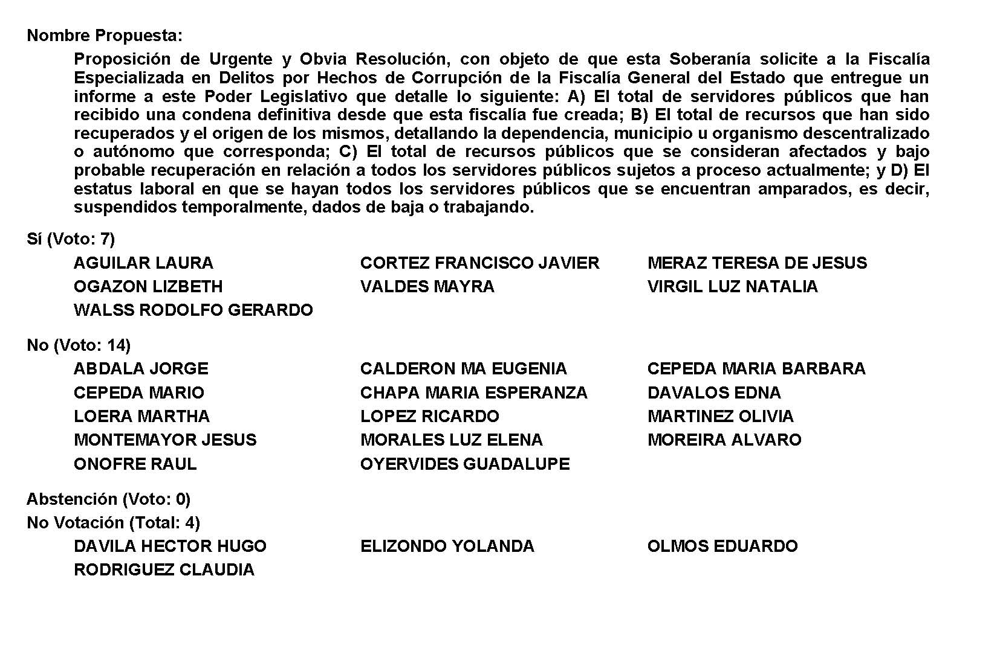 Nombre Propuesta:
Proposición de Urgente y Obvia Resolución, con objeto de que esta Soberanía solicite a la Fiscalía
Especializada en Delitos por Hechos de Corrupción de la Fiscalía General del Estado que entregue un
informe a este Poder Legislativo que detalle lo siguiente: A) El total de servidores públicos que han
recibido una condena definitiva desde que esta fiscalía fue creada; B) El total de recursos que han sido
recuperados y el origen de los mismos, detallando la dependencia, municipio u organismo descentralizado
o autónomo que corresponda; C) El total de recursos públicos que se consideran afectados y bajo
probable recuperación en relación a todos los servidores públicos sujetos a proceso actualmente; y D) El
estatus laboral en que se hayan todos los servidores públicos que se encuentran amparados, es decir,
suspendidos temporalmente, dados de baja o trabajando.
Sí (Voto: 7)
AGUILAR LAURA CORTEZ FRANCISCO JAVIER MERAZ TERESA DE JESUS
OGAZON LIZBETH VALDES MAYRA VIRGIL LUZ NATALIA
WALSS RODOLFO GERARDO
No (Voto: 14)
ABDALA JORGE CALDERON MA EUGENIA CEPEDA MARIA BARBARA
CEPEDA MARIO CHAPA MARIA ESPERANZA DAVALOS EDNA
LOERA MARTHA LOPEZ RICARDO MARTINEZ OLIVIA
MONTEMAYOR JESUS MORALES LUZ ELENA MOREIRA ALVARO
ONOFRE RAUL OYERVIDES GUADALUPE
Abstención (Voto: 0)
No Votación (Total: 4)
DAVILA HECTOR HUGO ELIZONDO YOLANDA OLMOS EDUARDO
RODRIGUEZ CLAUDIA